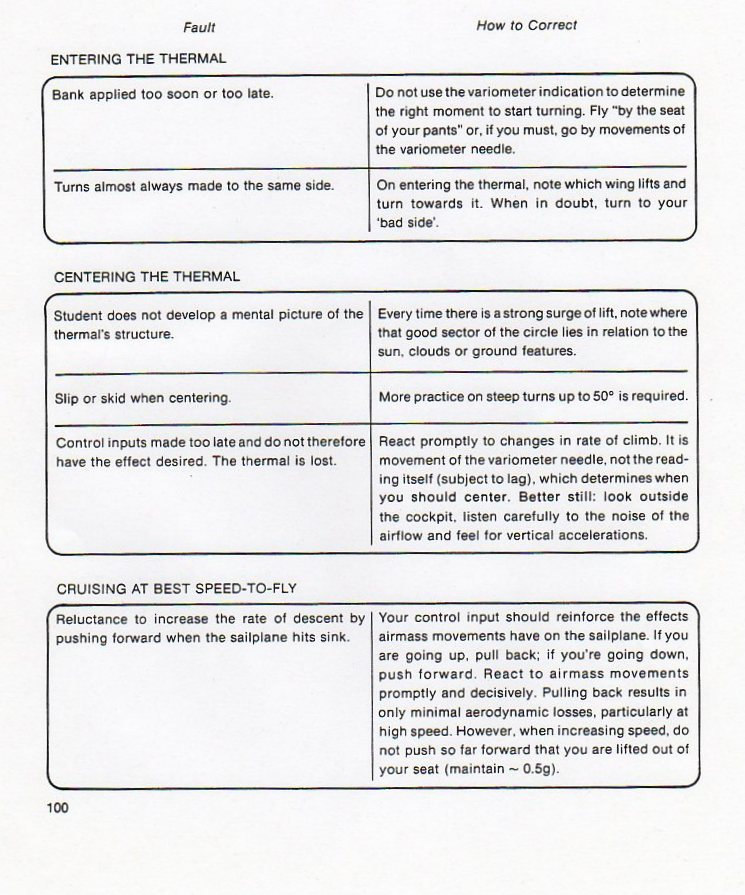 Fault
How to Correct
ENTERING THE THERMAL
Bank applied too soon or too late.
Do not use the variometer indication to determine
the right moment to start turning. Fly "by the seat
of your pants" or, if you must, go by movements of
the variometer needle.
Turns almost always made to the same side.
On entering the thermal, note which wing lifts and
turn towards it. When in doubt, turn to your
'bad side'.
CENTERING THE THERMAL
Student does not develop a mental picture of the
thermal's structure.
Every time there is a strong surge of lift, note where
that good sector of the circle lies in relation to the
sun, clouds or ground features.
Slip or skid when centering.
More practice on steep turns up to 50° is required.
Control inputs made too late and do not therefore
have the effect desired. The thermal is lost.
React promptly to changes in rate of climb. It is
movement of the variometer needle, not the read-
ing itself (subject to lag), which determines when
you should center. Better still: look outside
the cockpit, listen carefully to the noise of the
airflow and feel for vertical accelerations.
CRUISING AT BEST SPEED-TO-FLY
Reluctance to increase the rate of descent by
pushing forward when the sailplane hits sink.
Your control input should reinforce the effects
airmass movements have on the sailplane. If you
are going up, pull back; if you're going down,
push forward. React to airmass movements
promptly and decisively. Pulling back results in
only minimal aerodynamic losses, particularly at
high speed. However, when increasing speed, do
not push so far forward that you are lifted out of
your seat (maintain ~ 0.5g).
100